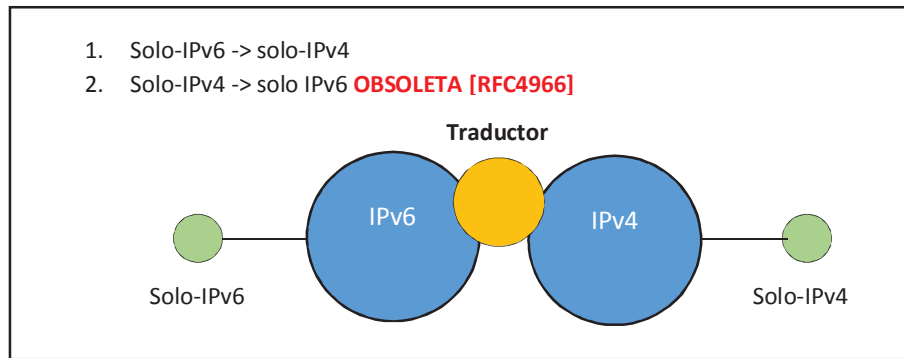 1. Solo-IPv6 -> solo-IPv4
2. Solo-IPv4 -> solo IPv6 OBSOLETA [RFC4966]
Traductor
IPv6
IPv4
Solo-IPv6
Solo-IPv4